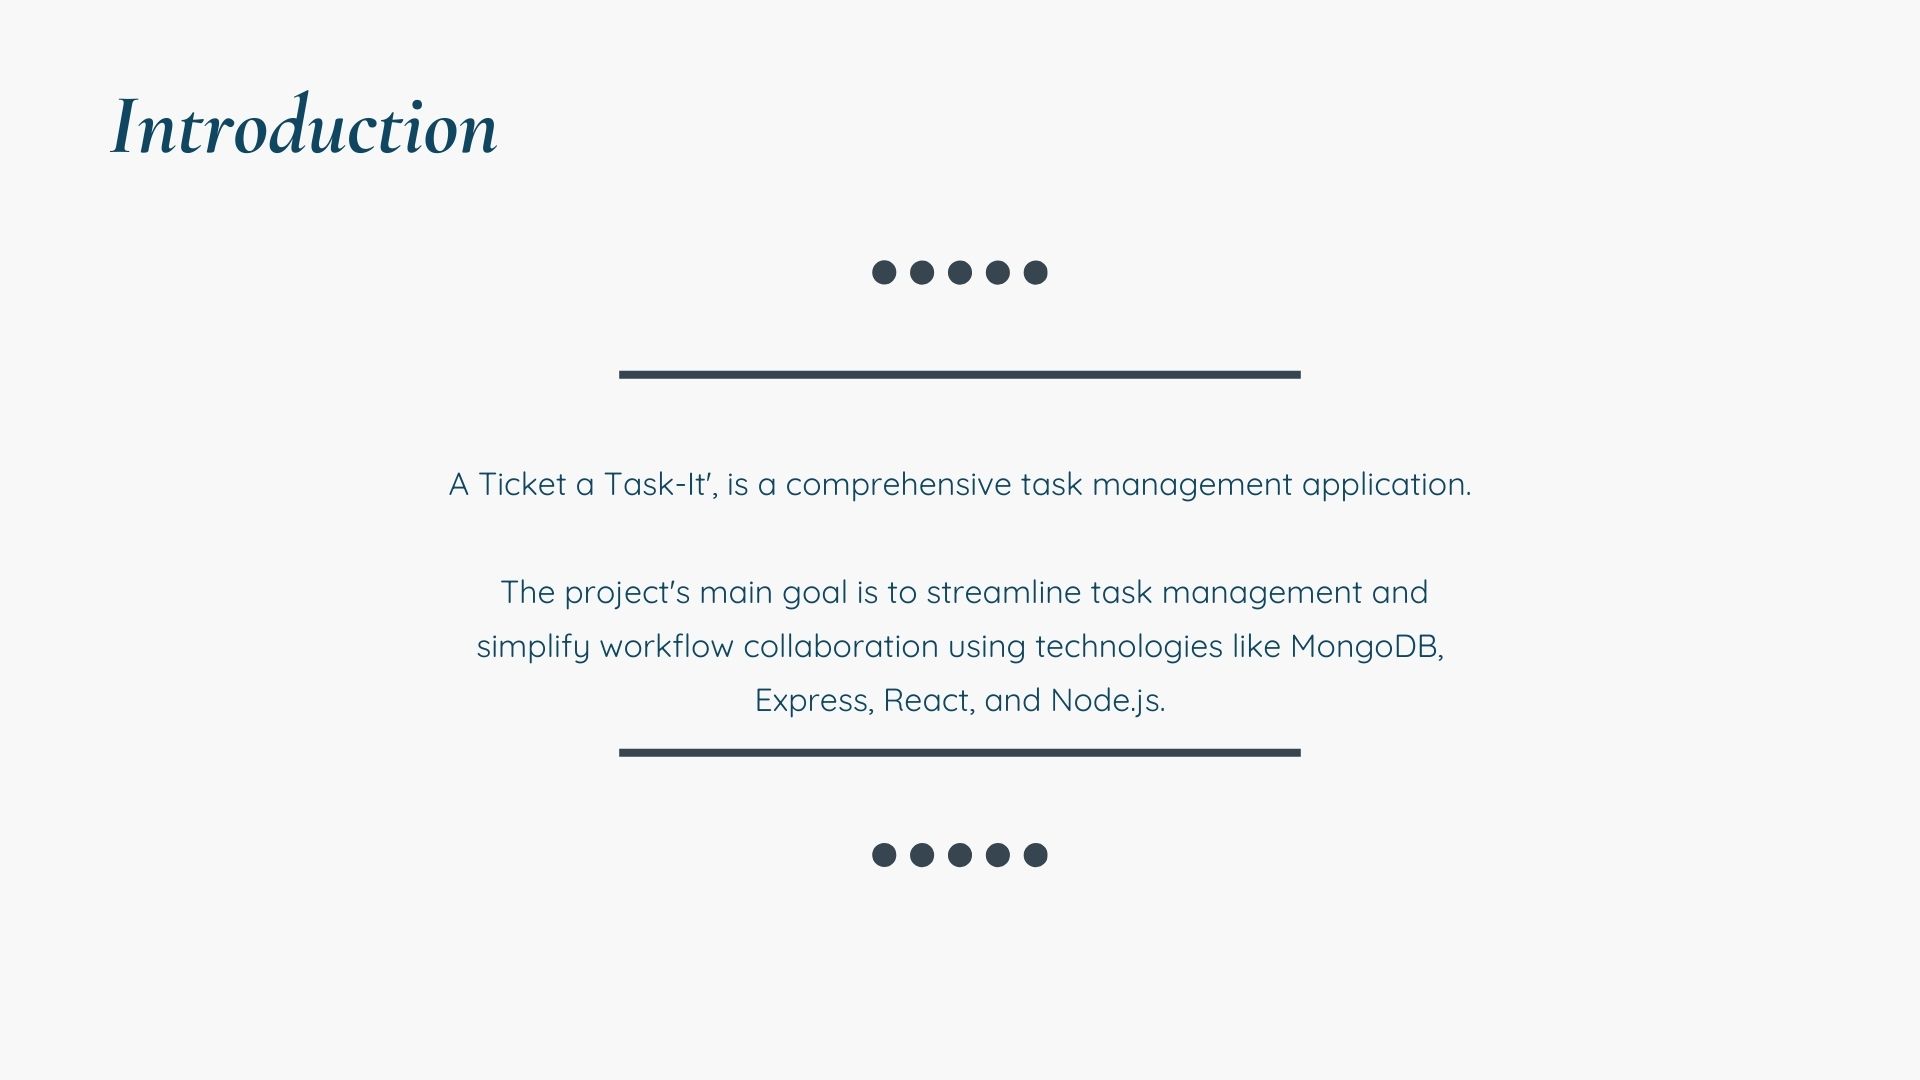 Introduction
A Ticket a Task-It', is a comprehensive task management application.
The project's main goal is to streamline task management and
simplify workflow collaboration using technologies like MongoDB,
Express, React, and Node.js.